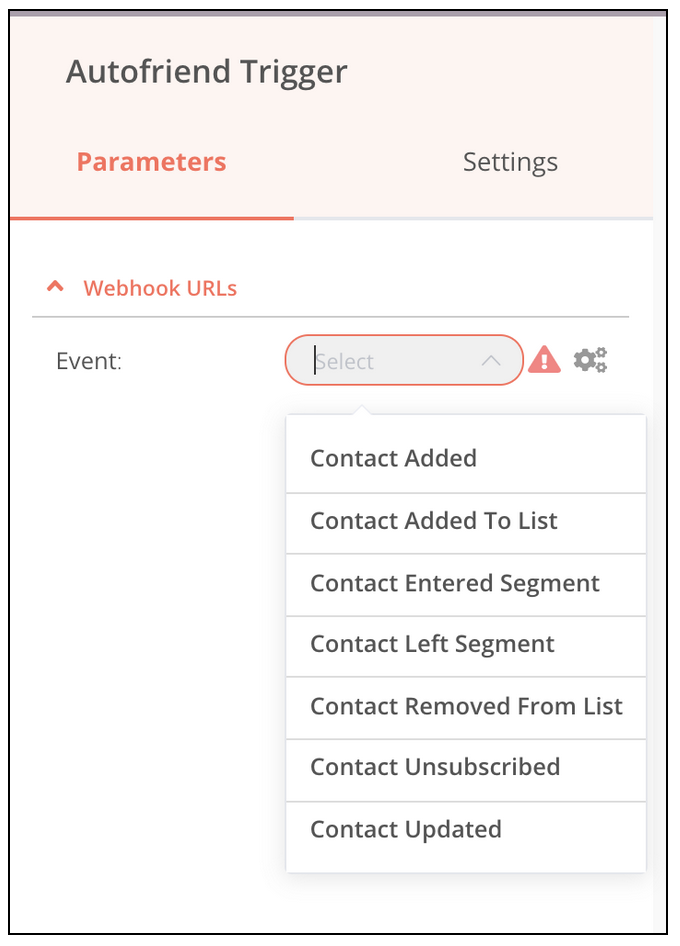 Autofriend Trigger
Parameters
Settings
Webhook URLs
Event:
Select
Contact Added
Contact Added To List
Contact Entered Segment
Contact Left Segment
Contact Removed From List
Contact Unsubscribed
Contact Updated